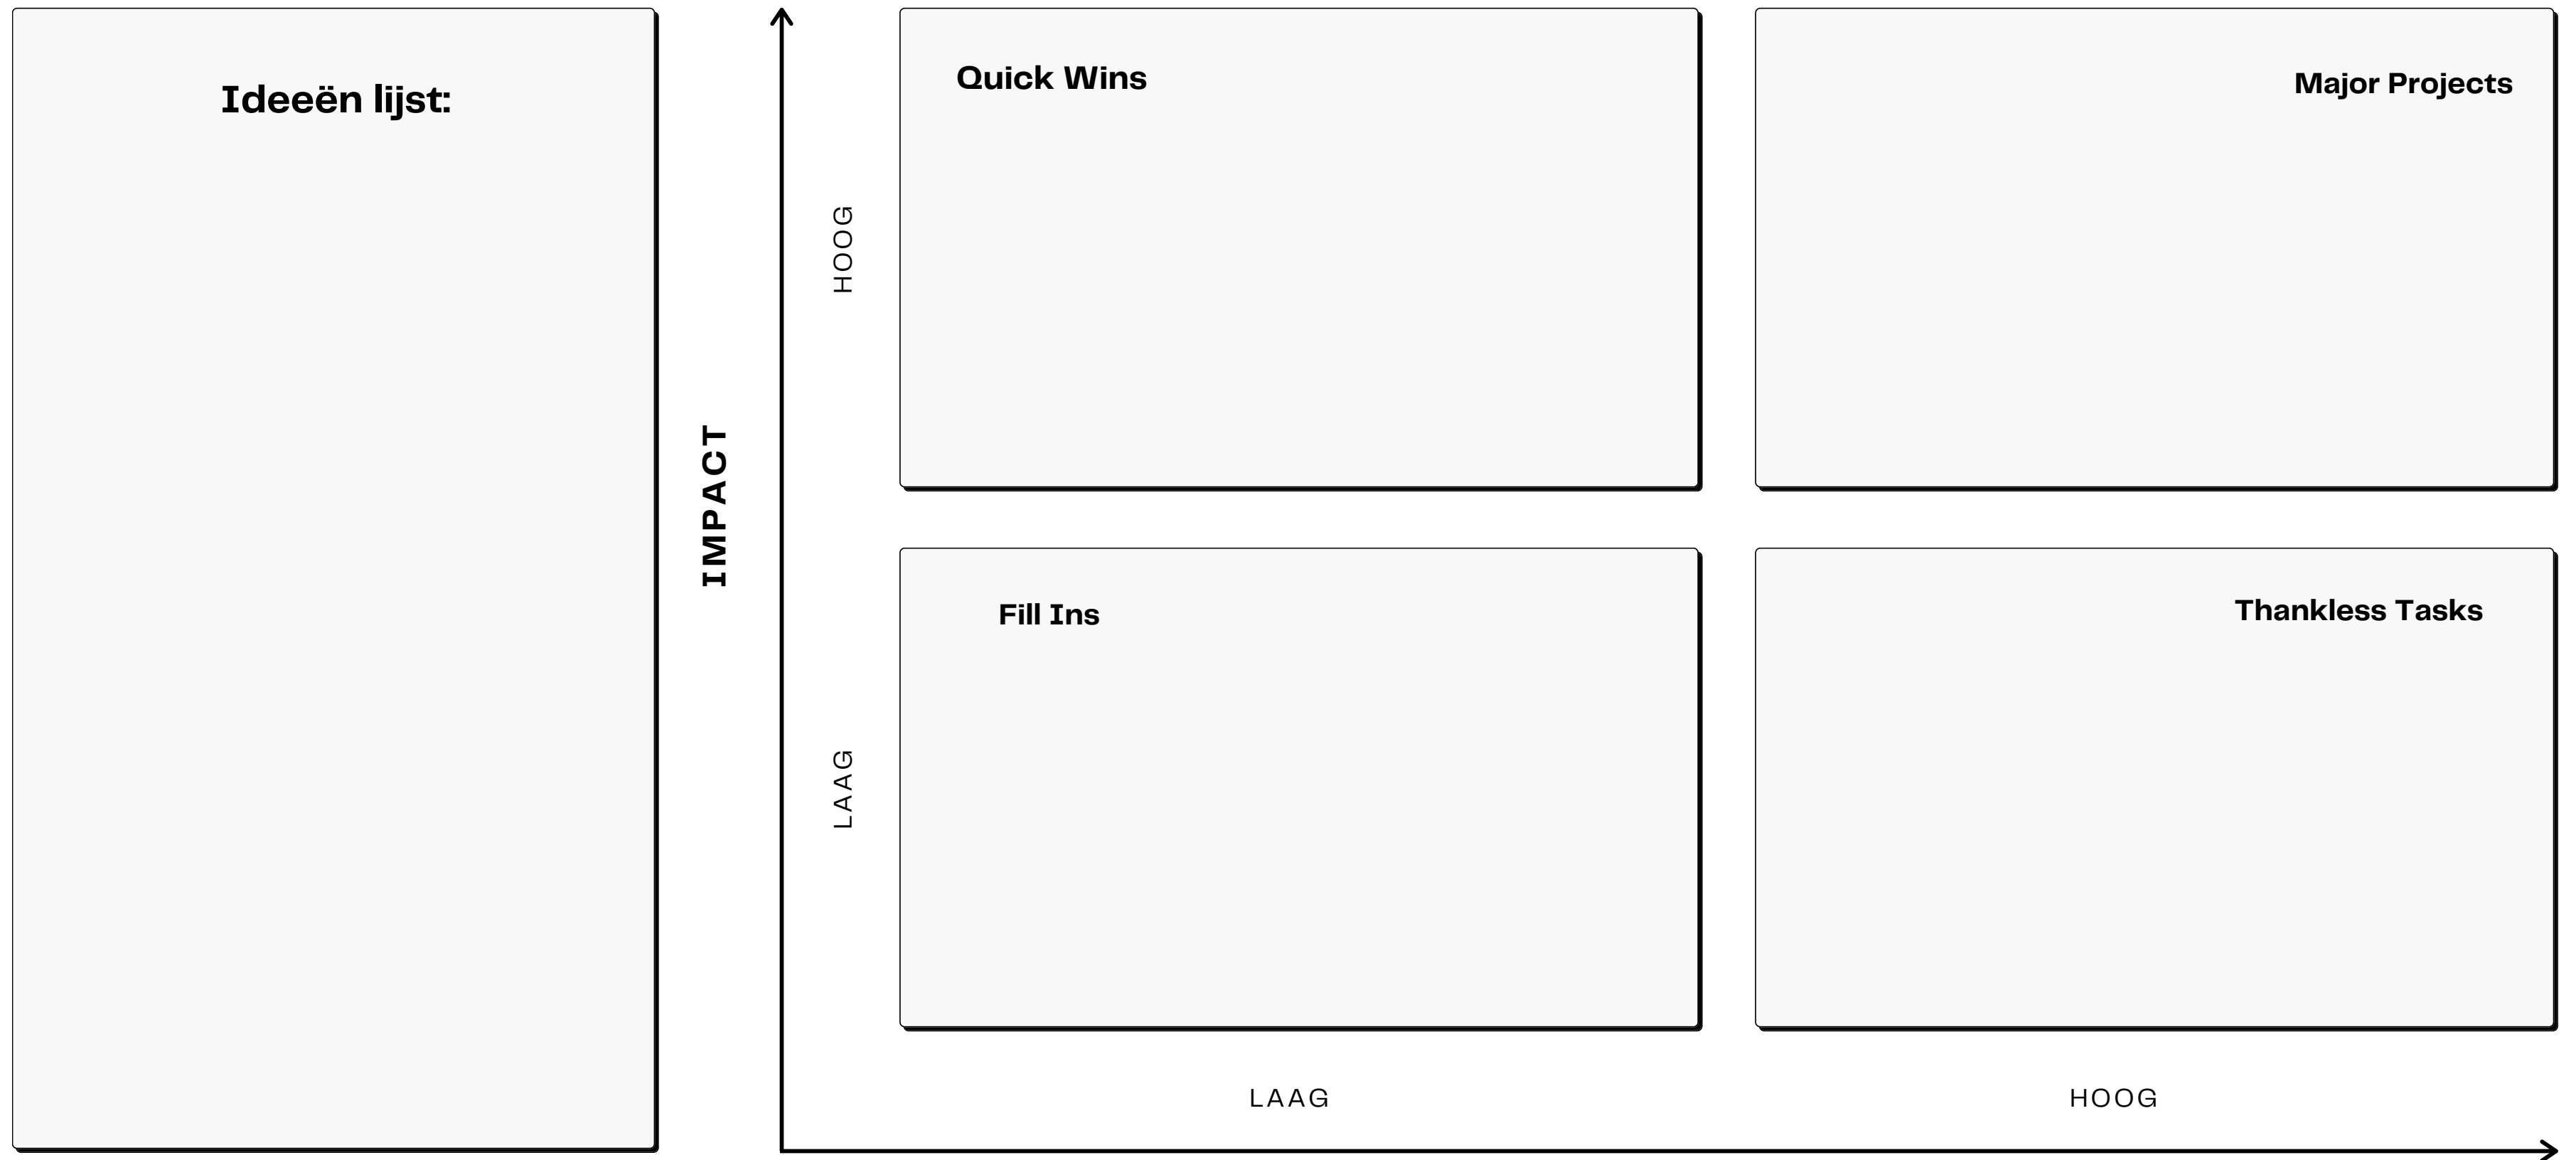 Ideeën lijst:
IMPACT
HOOG
LAAG
Quick Wins
Major Projects
Fill Ins
Thankless Tasks
LAAG
HOOG